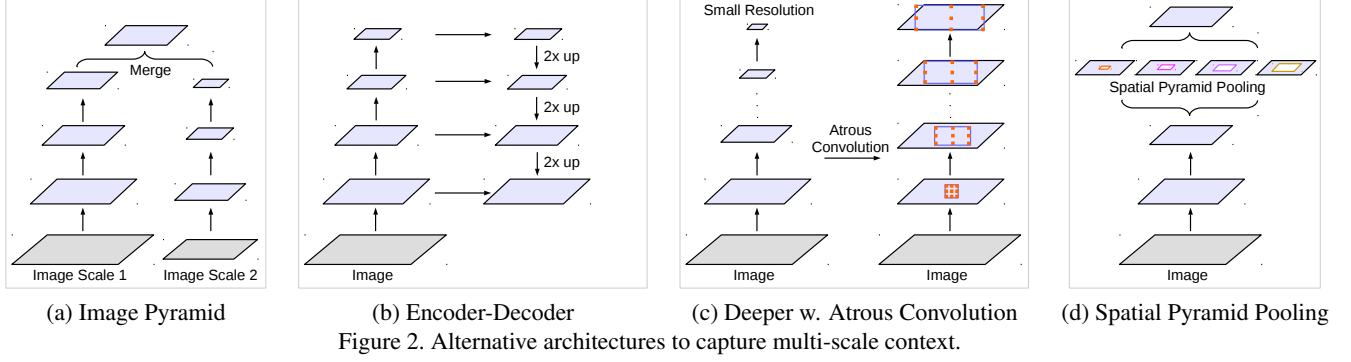 Merge
Image Scale 1
Image Scale 2
(a) Image Pyramid
2x up
2x up
2x up
Image
(b) Encoder-Decoder
Small Resolution
Atrous
Convolution
Image
Image
(c) Deeper w. Atrous Convolution
Spatial Pyramid Pooling
Image
(d) Spatial Pyramid Pooling
Figure 2. Alternative architectures to capture multi-scale context.